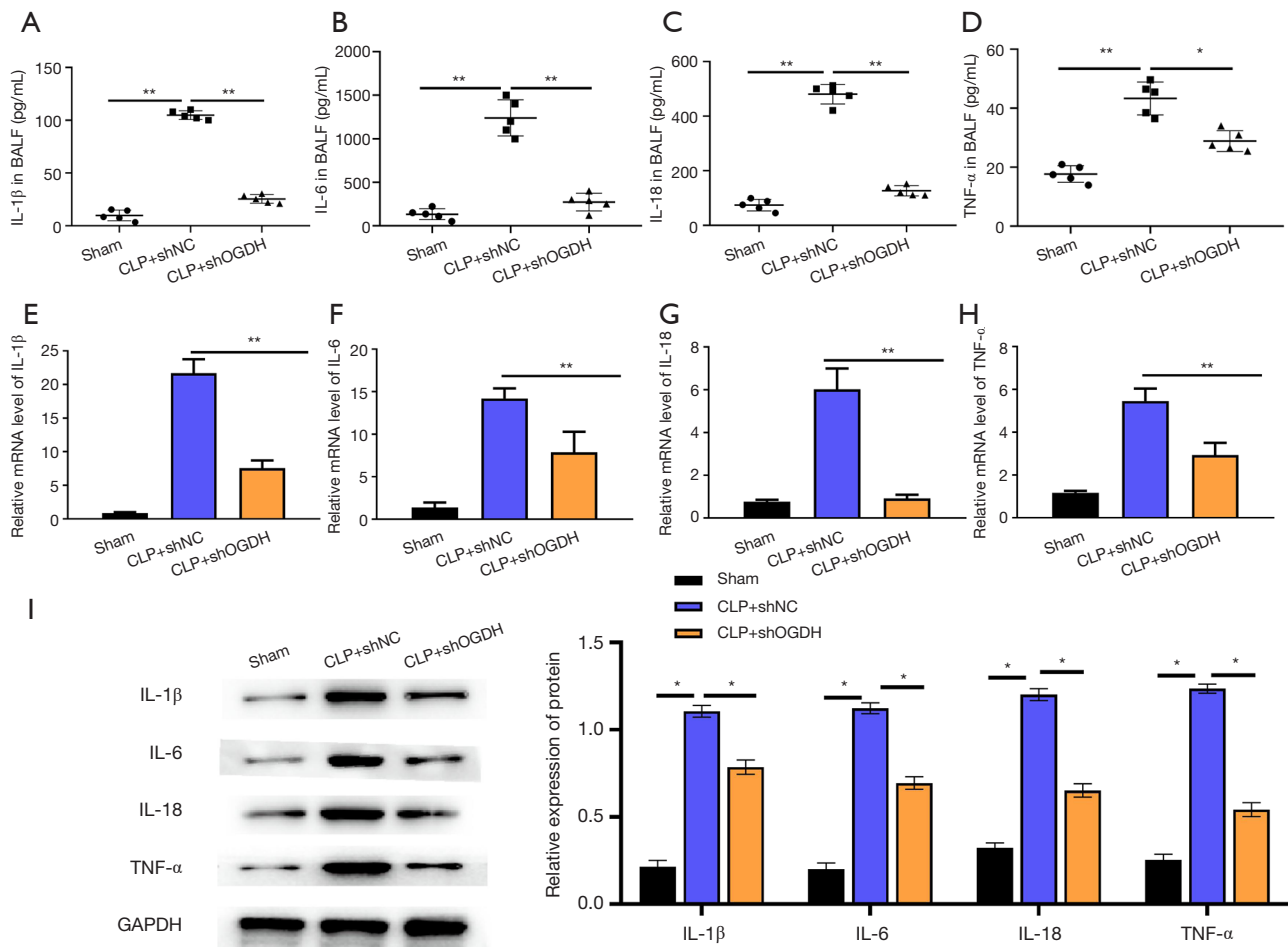 A
IL-1β in BALF (pg/mL)
150
100
50
0
**
**
Sham
CLP+shNC
CLP+shOGDH
B
IL-6 in BALF (pg/mL)
2000
1500
1000
500
0
**
**
Sham
CLP+shNC
CLP+shOGDH
C
IL-18 in BALF (pg/mL)
600
400
200
0
**
**
Sham
CLP+shNC
CLP+shOGDH
D
TNF-α in BALF (pg/mL)
60
40
20
0
**
*
Sham
CLP+shNC
CLP+shOGDH
E
Relative mRNA level of IL-1β
25
20
15
10
5
0
**
Sham
CLP+shNC
CLP+shOGDH
F
Relative mRNA level of IL-6
20
15
10
5
0
**
Sham
CLP+shNC
CLP+shOGDH
G
Relative mRNA level of IL-18
8
6
4
2
0
**
Sham
CLP+shNC
CLP+shOGDH
H
Relative mRNA level of TNF-α
8
6
4
2
0
**
Sham
CLP+shNC
CLP+shOGDH
I
Sham
CLP+shNC
CLP+shOGDH
IL-1β
IL-6
IL-18
TNF-α
GAPDH
Sham
CLP+shNC
CLP+shOGDH
Relative expression of protein
1.5
1.0
0.5
0.0
* *
* *
* *
* *
IL-1β
IL-6
IL-18
TNF-α